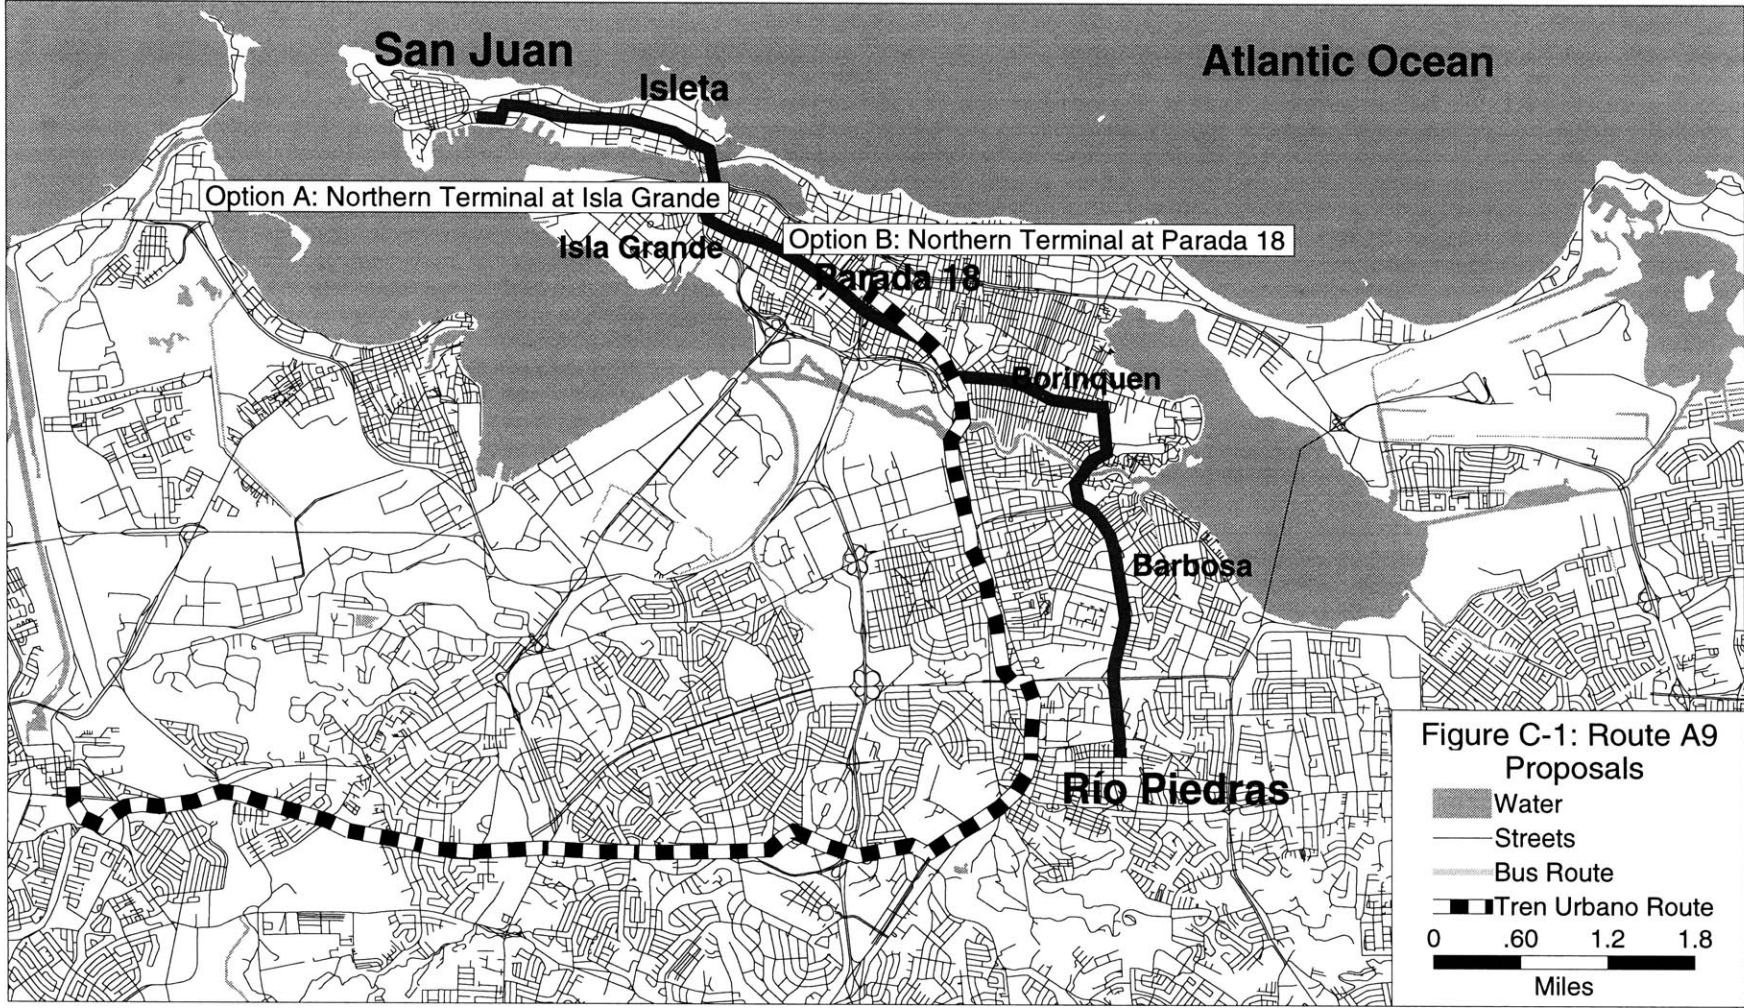 San Juan
Isleta
Atlantic Ocean
Option A: Northern Terminal at Isla Grande
Isla Grande
Option B: Northern Terminal at Parada 18
Parada 18
Borinquen
Barbosa
Río Piedras
Figure C-1: Route A9
Proposals
Water
Streets
Bus Route
Tren Urbano Route
0 .60 1.2 1.8
Miles